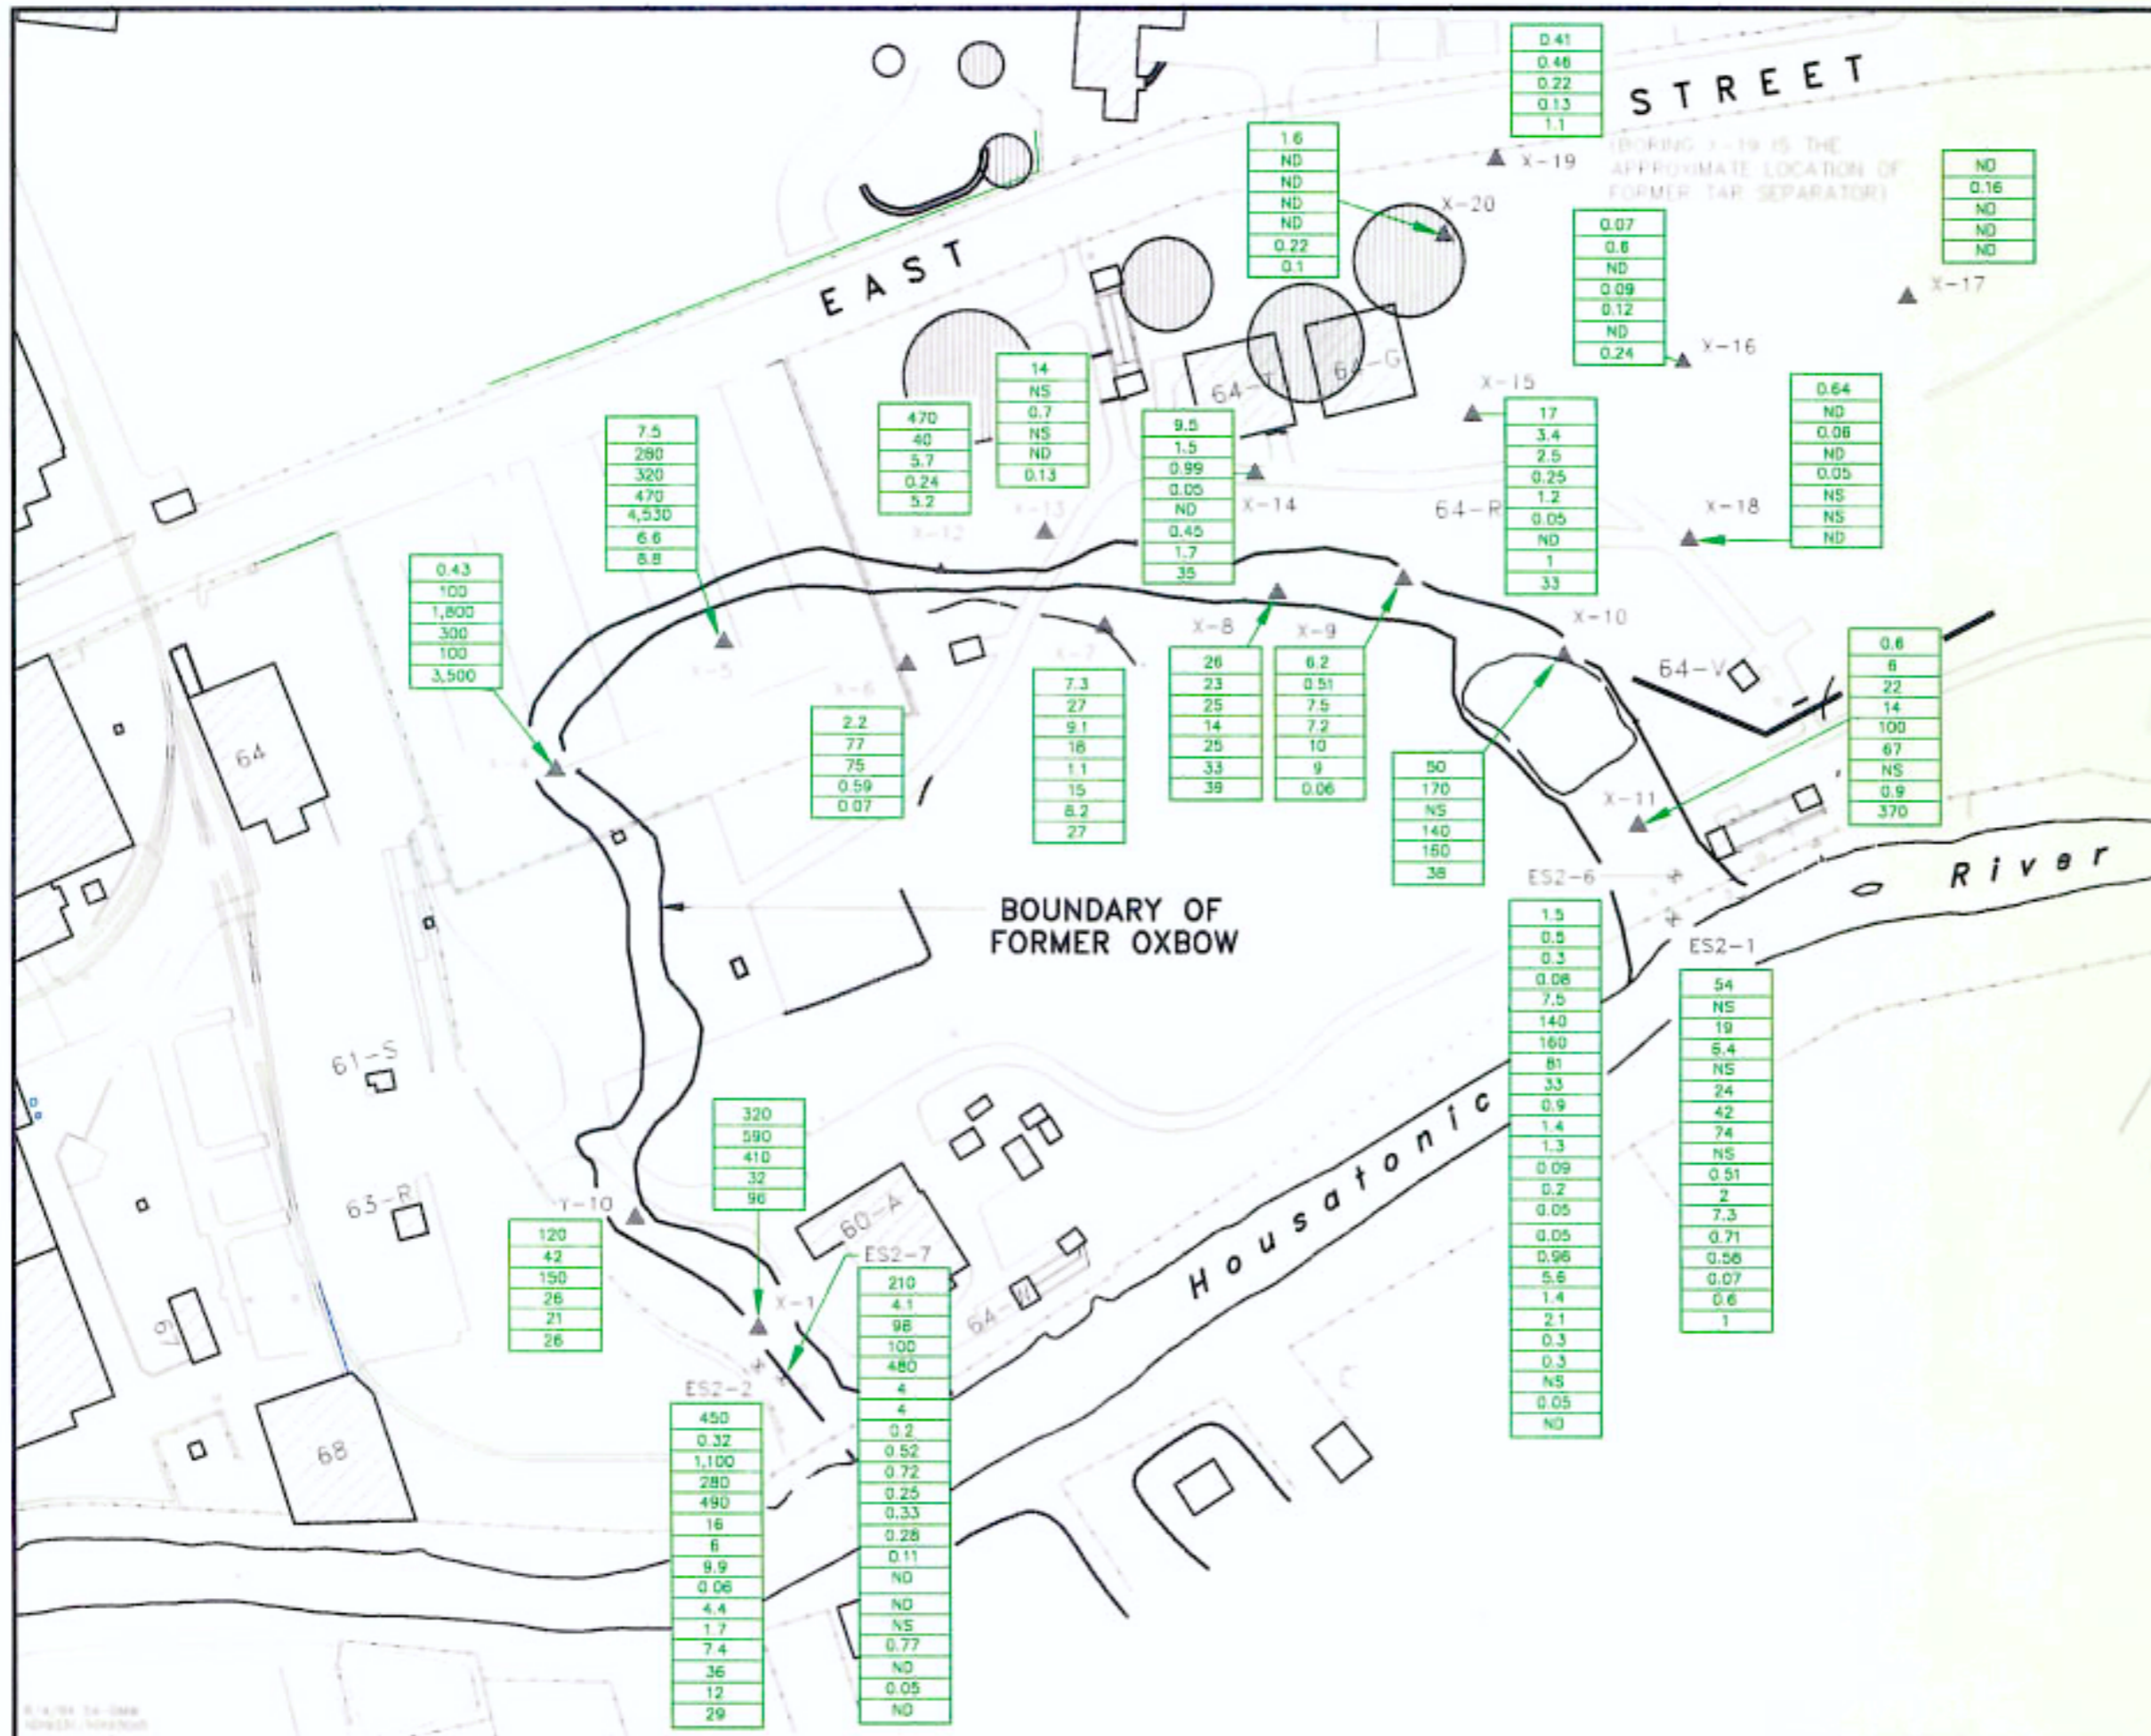 0.41
0.46
0.22
0.13
1.1
STREET
X-19
(BORING X-19 IS THE
APPROXIMATE LOCATION OF
FORMER TAR SEPARATOR)
1.6
ND
ND
ND
ND
0.22
0.1
X-20
ND
0.16
ND
ND
ND
X-17
EAST
0.07
0.6
ND
0.09
0.12
ND
0.24
X-16
14
NS
0.7
NS
ND
0.13
X-13
64-T
64-G
X-15
17
3.4
2.5
0.25
1.2
0.05
ND
1
33
0.64
ND
0.06
ND
0.05
NS
NS
ND
X-18
470
40
5.7
0.24
5.2
X-12
9.5
1.5
0.99
0.05
ND
0.45
1.7
35
X-14
64-R
7.5
280
320
470
4,530
6.6
8.8
X-5
0.43
100
1,800
300
100
3,500
X-4
X-6
2.2
77
75
0.59
0.07
X-7
7.3
27
9.1
18
1.1
15
8.2
27
X-8
26
23
25
14
25
33
39
X-9
6.2
0.51
7.5
7.2
10
9
0.06
X-10
50
170
NS
140
160
38
64-V
0.6
6
22
14
100
67
NS
0.9
370
X-11
64
River
ES2-6
1.5
0.5
0.3
0.08
7.5
140
160
81
33
0.9
1.4
1.3
0.09
0.2
0.05
0.05
0.96
5.6
1.4
2.1
0.3
0.3
NS
0.05
ND
ES2-1
54
NS
19
6.4
NS
24
42
74
NS
0.51
2
7.3
0.71
0.58
0.07
0.6
1
BOUNDARY OF
FORMER OXBOW
61-S
63-R
Housatonic
320
590
410
32
96
X-1
Y-10
120
42
150
26
21
26
60-A
ES2-7
210
4.1
98
100
480
4
4
0.2
0.52
0.72
0.25
0.33
0.28
0.11
ND
ND
NS
0.77
ND
0.05
ND
67
68
ES2-2
450
0.32
1,100
280
490
16
6
9.9
0.06
4.4
1.7
7.4
36
12
29